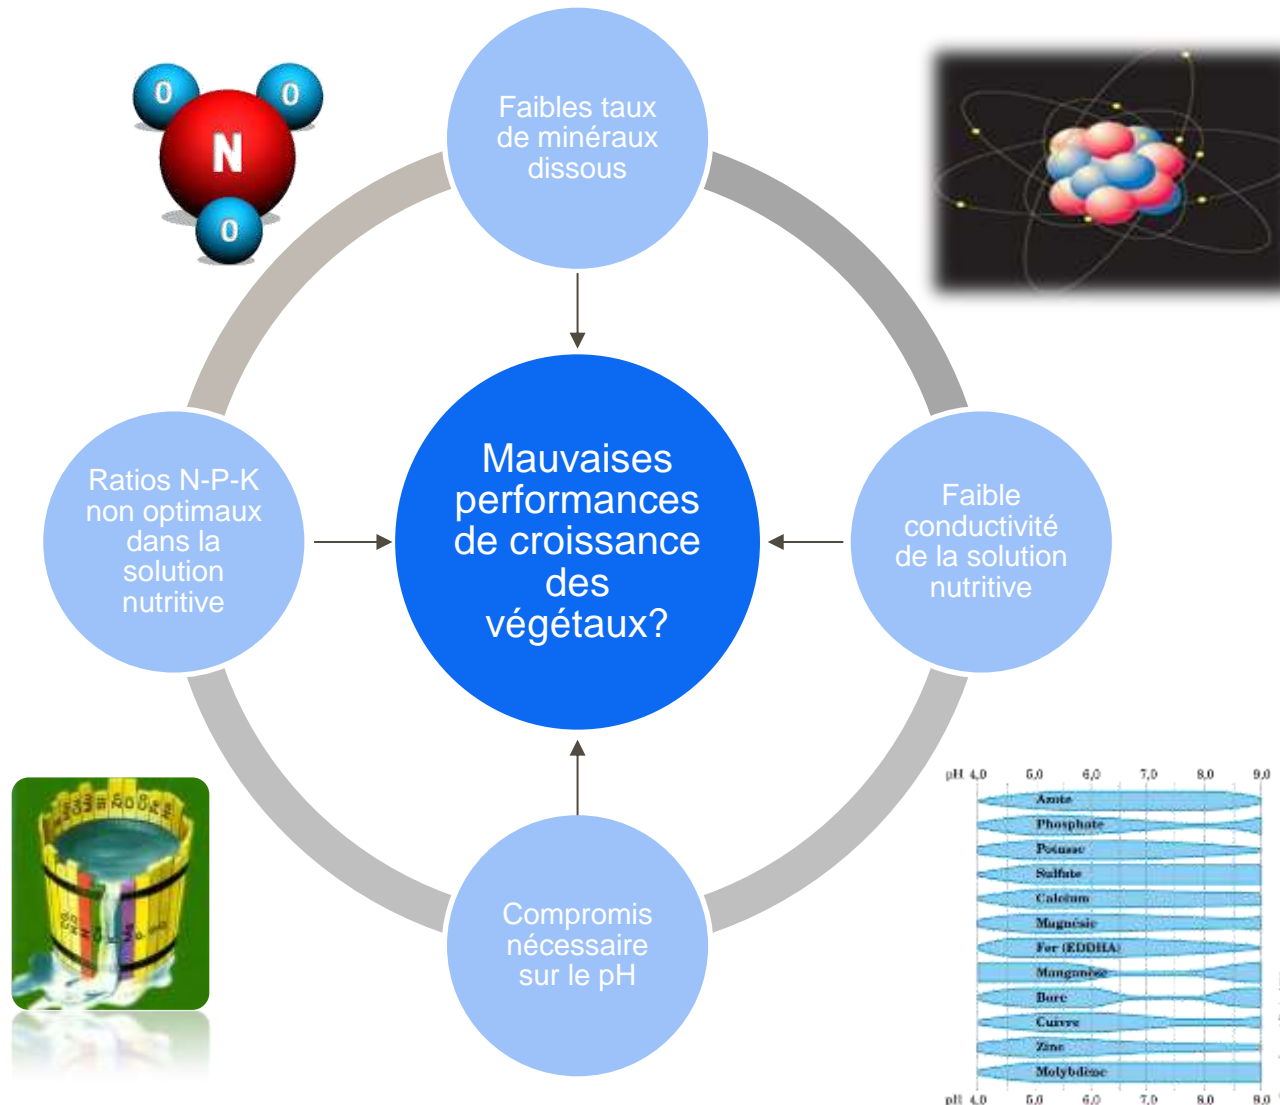 O
O
N
O
Faibles taux
de minéraux
dissous
Ratios N-P-K
non optimaux
dans la
solution
nutritive
Mauvaises
performances
de croissance
des
végétaux?
Faible
conductivité
de la solution
nutritive
Compromis
nécessaire
sur le pH
pH 4,0 5,0 6,0 7,0 8,0 9,0
Azote
Phosphate
Potasse
Sulfate
Calcium
Magnésie
Fer (EDDHA)
Manganèse
Bore
Cuivre
Zinc
Molybdème
pH 4,0 5,0 6,0 7,0 8,0 9,0